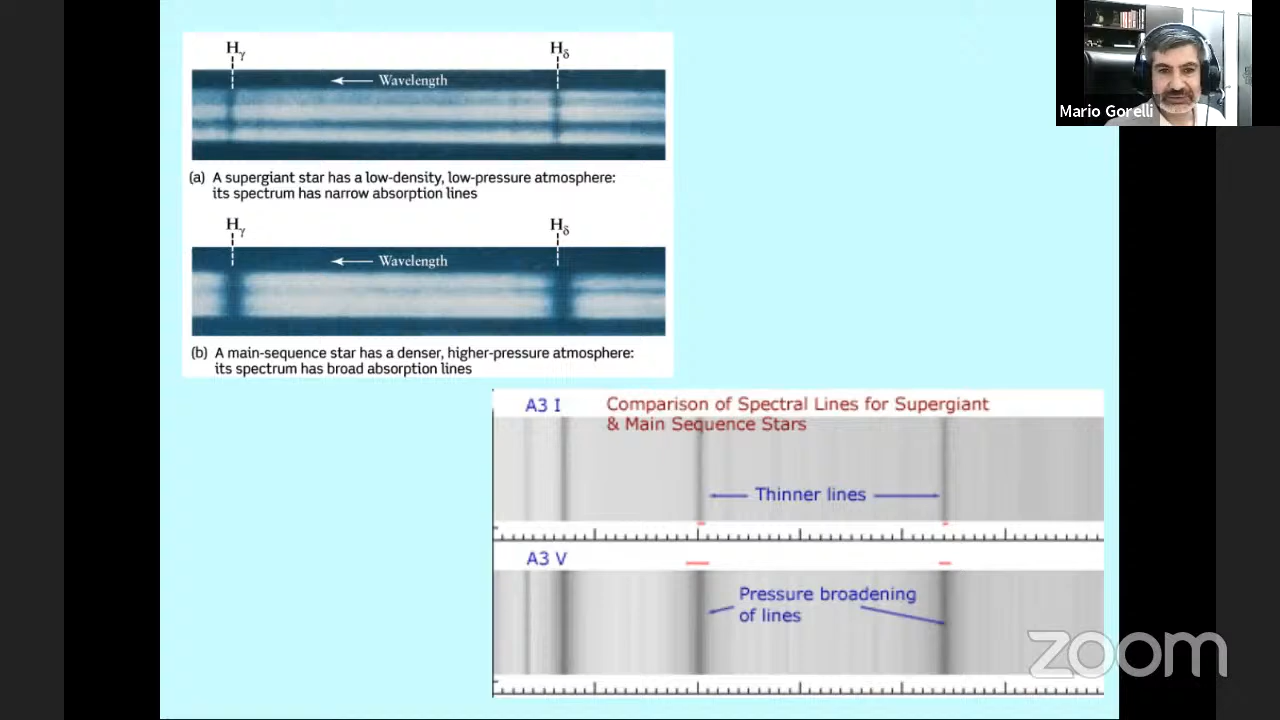 Hγ Hδ
Wavelength
(a) A supergiant star has a low-density, low-pressure atmosphere:
its spectrum has narrow absorption lines
Hγ Hδ
Wavelength
(b) A main-sequence star has a denser, higher-pressure atmosphere:
its spectrum has broad absorption lines
A3 I Comparison of Spectral Lines for Supergiant
& Main Sequence Stars
Thinner lines
A3 V
Pressure broadening
of lines
Mario Gorelli
zoom